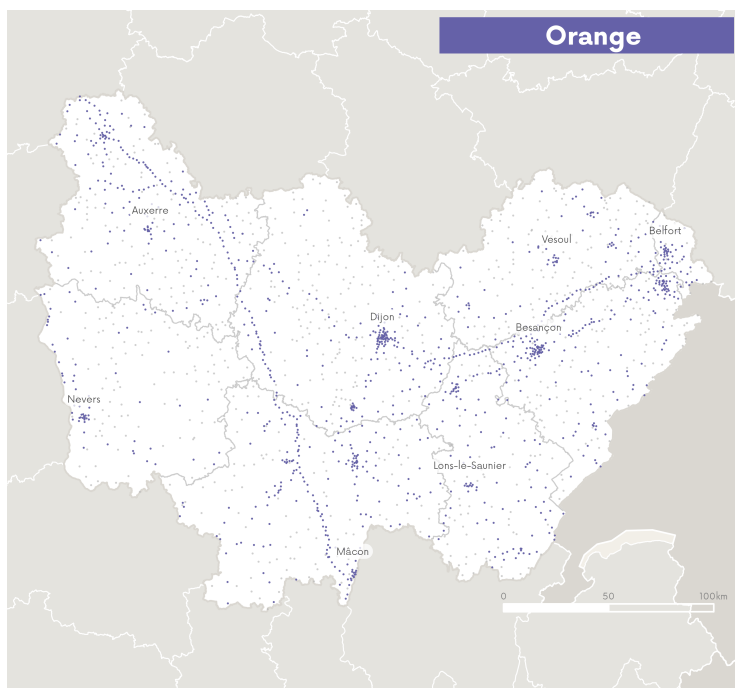 Orange
Auxerre
Belfort
Vesoul
Dijon
Besançon
Nevers
Lons-le-Saunier
Mâcon
0 50 100km